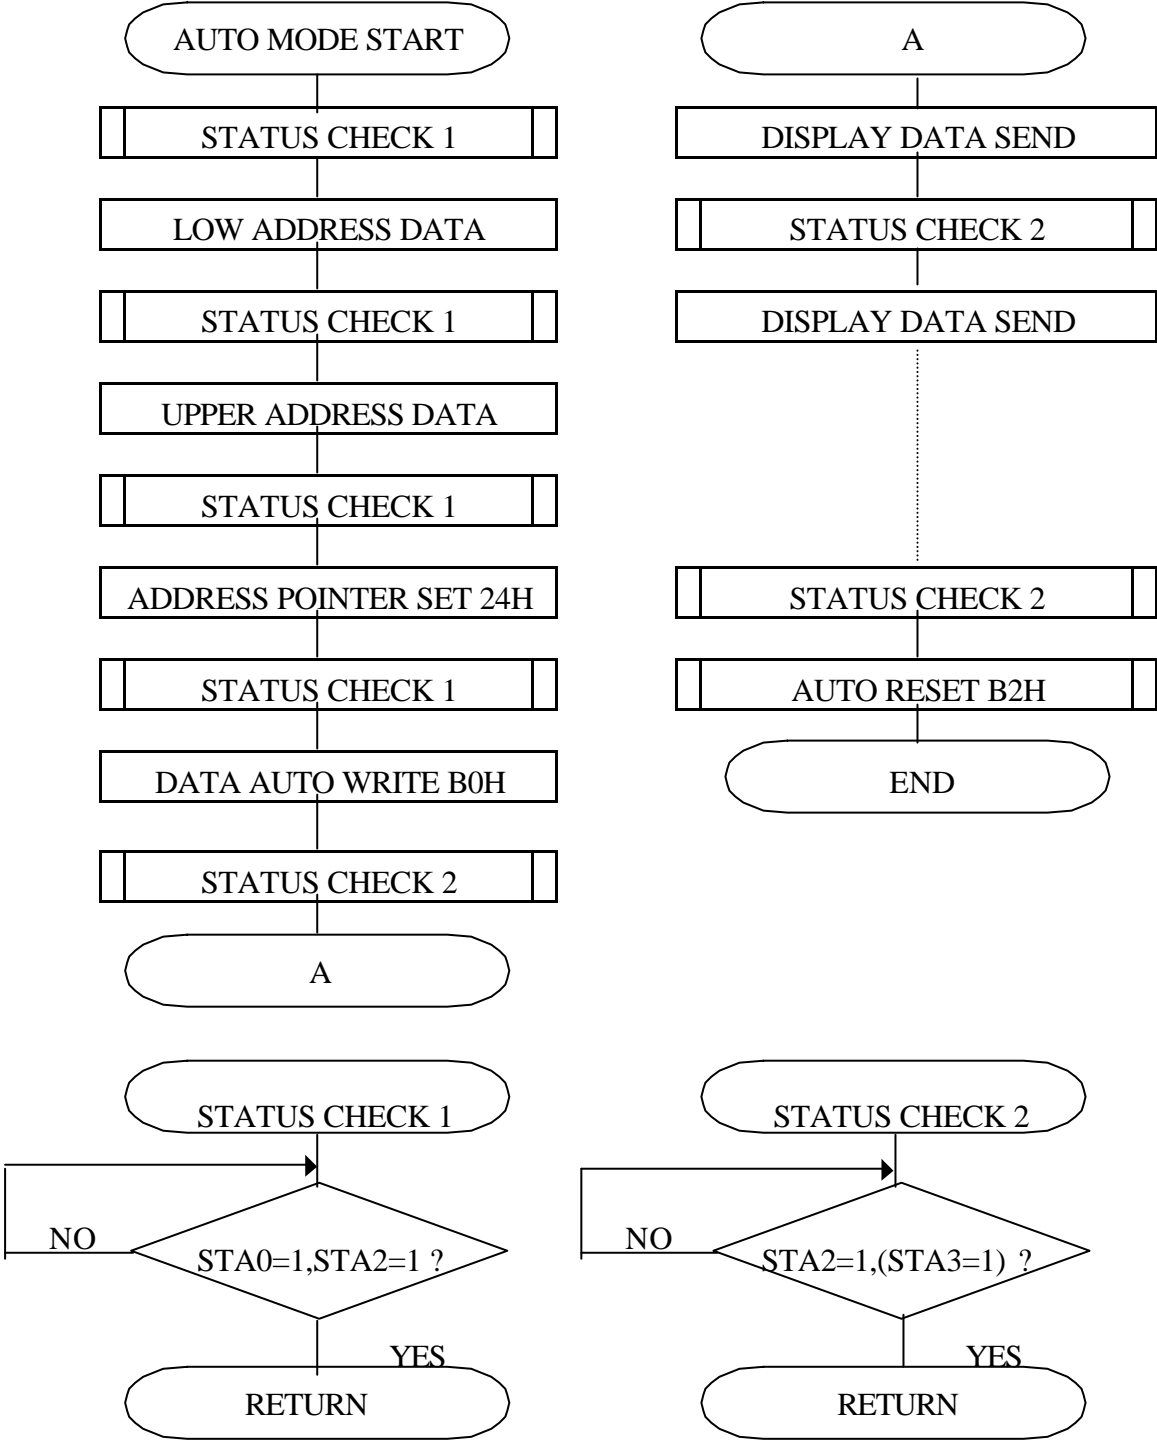 AUTO MODE START
STATUS CHECK 1
LOW ADDRESS DATA
STATUS CHECK 1
UPPER ADDRESS DATA
STATUS CHECK 1
ADDRESS POINTER SET 24H
STATUS CHECK 1
DATA AUTO WRITE B0H
STATUS CHECK 2
A
A
DISPLAY DATA SEND
STATUS CHECK 2
DISPLAY DATA SEND
STATUS CHECK 2
AUTO RESET B2H
END
STATUS CHECK 1
NO
STA0=1,STA2=1 ?
YES
RETURN
STATUS CHECK 2
NO
STA2=1,(STA3=1) ?
YES
RETURN